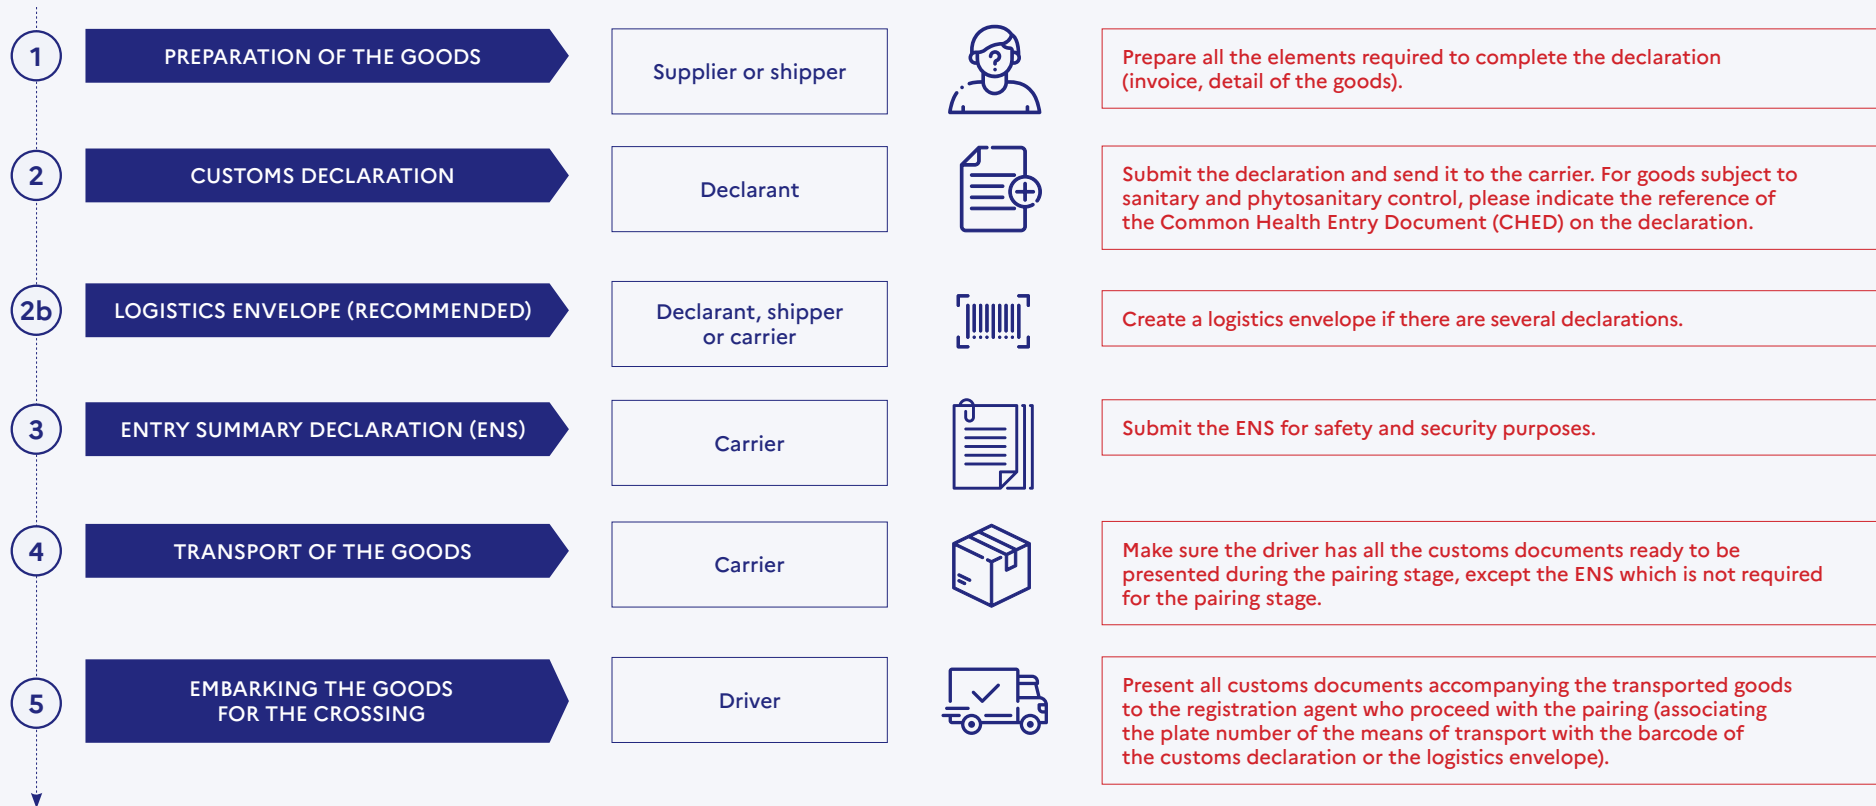 1
PREPARATION OF THE GOODS
Supplier or shipper
?
Prepare all the elements required to complete the declaration
(invoice, detail of the goods).
2
CUSTOMS DECLARATION
Declarant
Submit the declaration and send it to the carrier. For goods subject to
sanitary and phytosanitary control, please indicate the reference of
the Common Health Entry Document (CHED) on the declaration.
2b
LOGISTICS ENVELOPE (RECOMMENDED)
Declarant, shipper
or carrier
Create a logistics envelope if there are several declarations.
3
ENTRY SUMMARY DECLARATION (ENS)
Carrier
Submit the ENS for safety and security purposes.
4
TRANSPORT OF THE GOODS
Carrier
Make sure the driver has all the customs documents ready to be
presented during the pairing stage, except the ENS which is not required
for the pairing stage.
5
EMBARKING THE GOODS
FOR THE CROSSING
Driver
Present all customs documents accompanying the transported goods
to the registration agent who proceed with the pairing (associating
the plate number of the means of transport with the barcode of
the customs declaration or the logistics envelope).